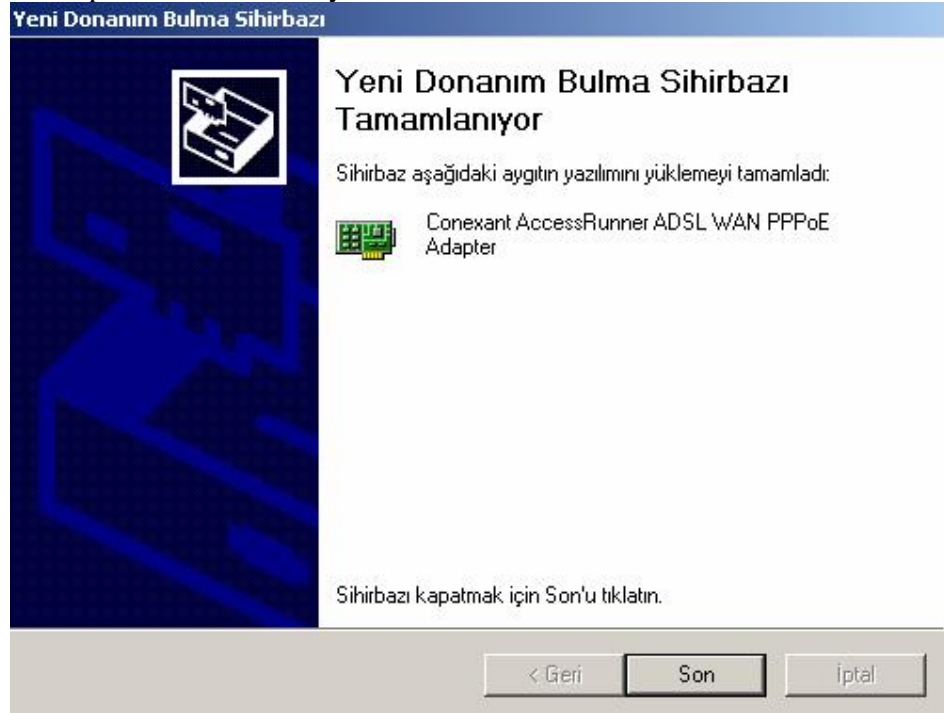 Yeni Donanım Bulma Sihirbazı
Yeni Donanım Bulma Sihirbazı
Tamamlanıyor
Sihirbaz aşağıdaki aygıtın yazılımını yüklemeyi tamamladı:
Conexant AccessRunner ADSL WAN PPPoE
Adapter
Sihirbazı kapatmak için Son'u tıklatın.
< Geri
Son
İptal